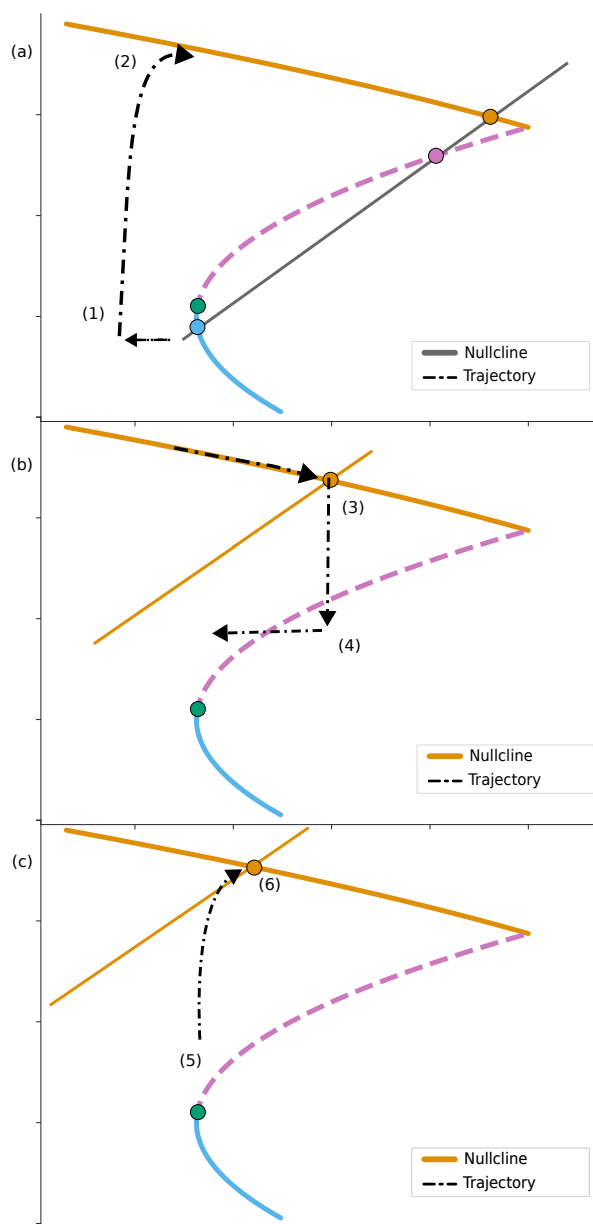 (a)
(2)
(1)
Nullcline
Trajectory
(b)
(3)
(4)
Nullcline
Trajectory
(c)
(6)
(5)
Nullcline
Trajectory